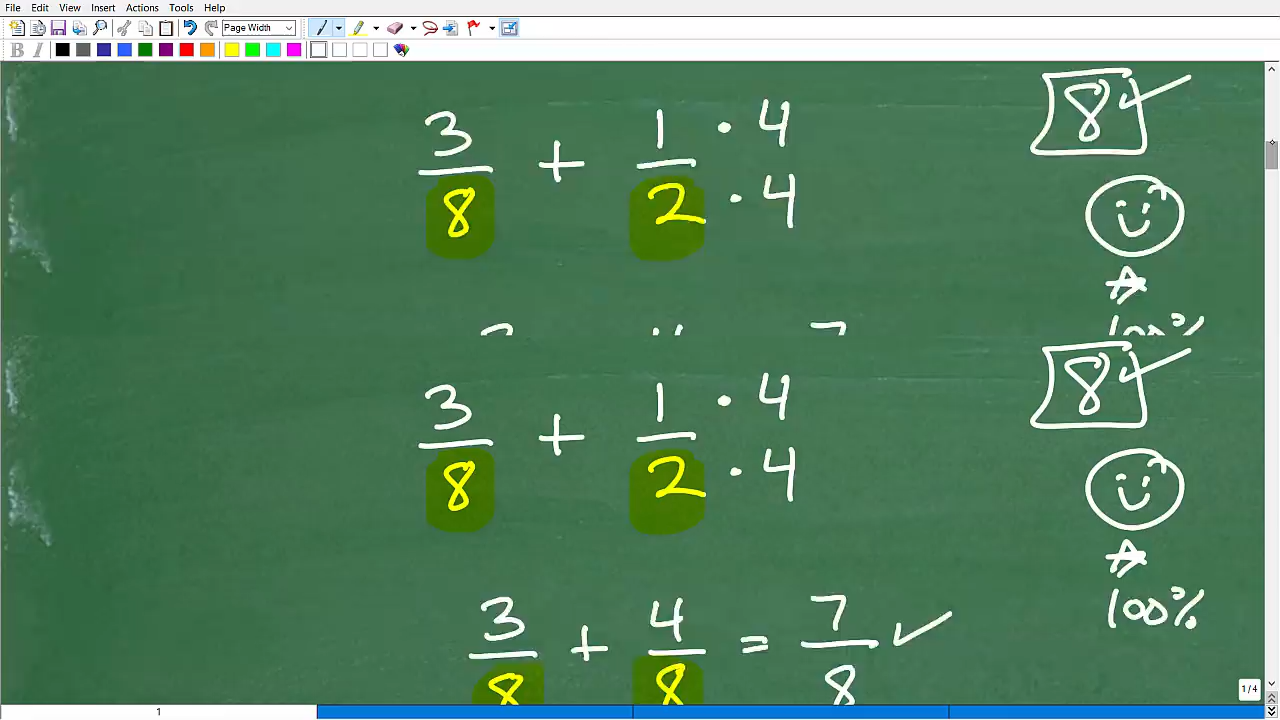 File Edit View Insert Actions Tools Help
Page Width
B I
3/8 + 1/2 · 4/· 4
8
100%
3/8 + 1/2 · 4/· 4
8
100%
3/8 + 4/8 = 7/8
1/4
1